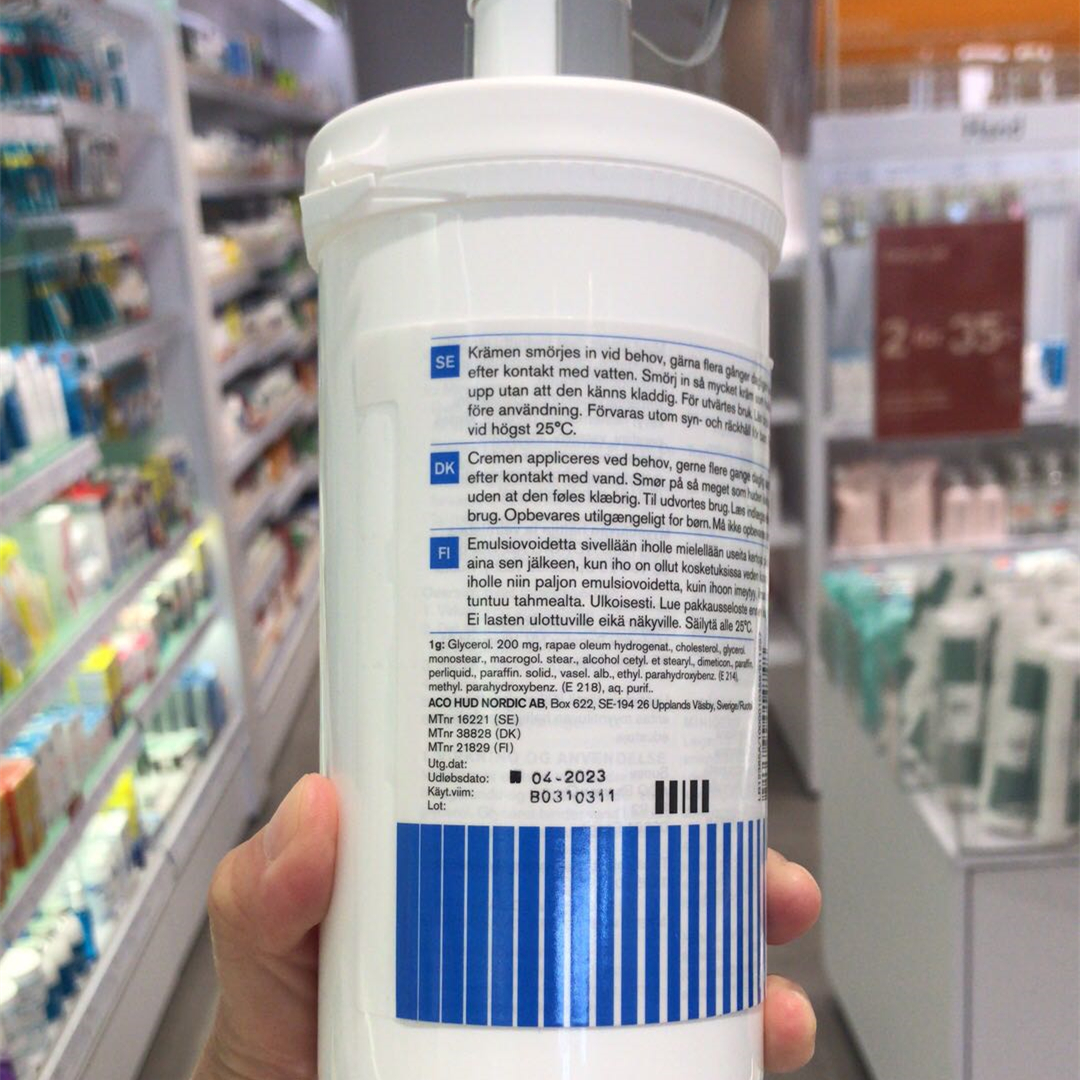 Hand
2 för 35:-
SE
Krämen smörjes in vid behov, gärna flera gånger
efter kontakt med vatten. Smörj in så mycket kräm
upp utan att den känns kladdig. För utvärtes bruk.
före användning. Förvaras utom syn- och räckhåll för
vid högst 25°C.
DK
Cremen appliceres ved behov, gerne flere gange
efter kontakt med vand. Smør på så meget som huden
uden at den føles klæbrig. Til udvortes brug. Læs
brug. Opbevares utilgængeligt for børn. Må ikke
FI
Emulsiovoidetta sivellään iholle mielellään useita
aina sen jälkeen, kun iho on ollut kosketuksissa veden
iholle niin paljon emulsiovoidetta, kuin ihoon imeytyy,
tuntuu tahmealta. Ulkoisesti. Lue pakkausseloste
Ei lasten ulottuville eikä näkyville. Säilytä alle 25°C.
1g: Glycerol. 200 mg, rapae oleum hydrogenat., cholesterol., glycerol.
monostear., macrogol. stear., alcohol cetyl. et stearyl., dimeticon., paraffin.
perliquid., paraffin. solid., vasel. alb., ethyl. parahydroxybenz. (E 214),
methyl. parahydroxybenz. (E 218), aq. purif..
ACO HUD NORDIC AB, Box 622, SE-194 26 Upplands Väsby, Sverige/Ruotsi
MTnr 16221 (SE)
MTnr 38828 (DK)
MTnr 21829 (FI)
Utg.dat:
Udløbsdato: 04-2023
Käyt.viim: B0310311
Lot: